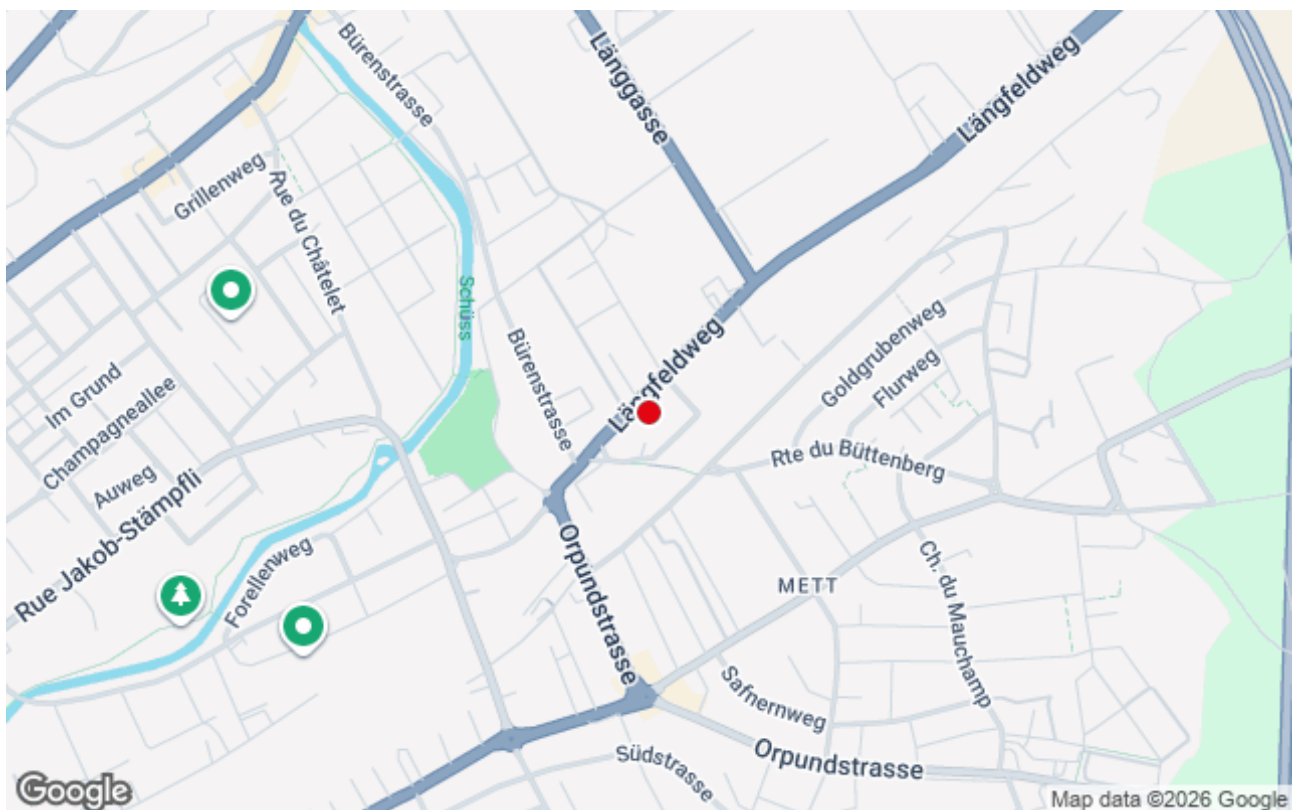 Bürenstrasse
Länggasse
Längfeldweg
Grillenweg
Rue du Châtelet
Schüss
Bürenstrasse
Längfeldweg
Goldgrubenweg
Flurweg
Im Grund
Champagneallee
Auweg
Rue Jakob-Stämpfli
Rte du Büttenberg
Forellenweg
Orpundstrasse
METT
Ch. du Mauchamp
Safnernweg
Südstrasse
Orpundstrasse
Google
Map data ©2026 Google